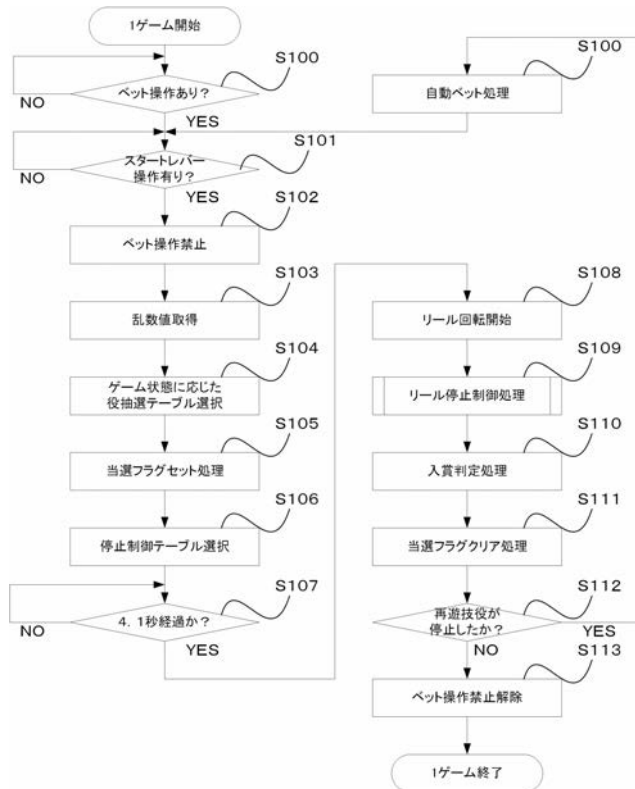 1ゲーム開始
S100
ベット操作あり？
NO
YES
S101
スタートレバー
操作有り？
NO
YES
S102
ベット操作禁止
S103
乱数値取得
S104
ゲーム状態に応じた
役抽選テーブル選択
S105
当選フラグセット処理
S106
停止制御テーブル選択
S107
4．1秒経過か？
NO
YES
S100
自動ベット処理
S108
リール回転開始
S109
リール停止制御処理
S110
入賞判定処理
S111
当選フラグクリア処理
S112
再遊技役が
停止したか？
YES
NO
S113
ベット操作禁止解除
1ゲーム終了